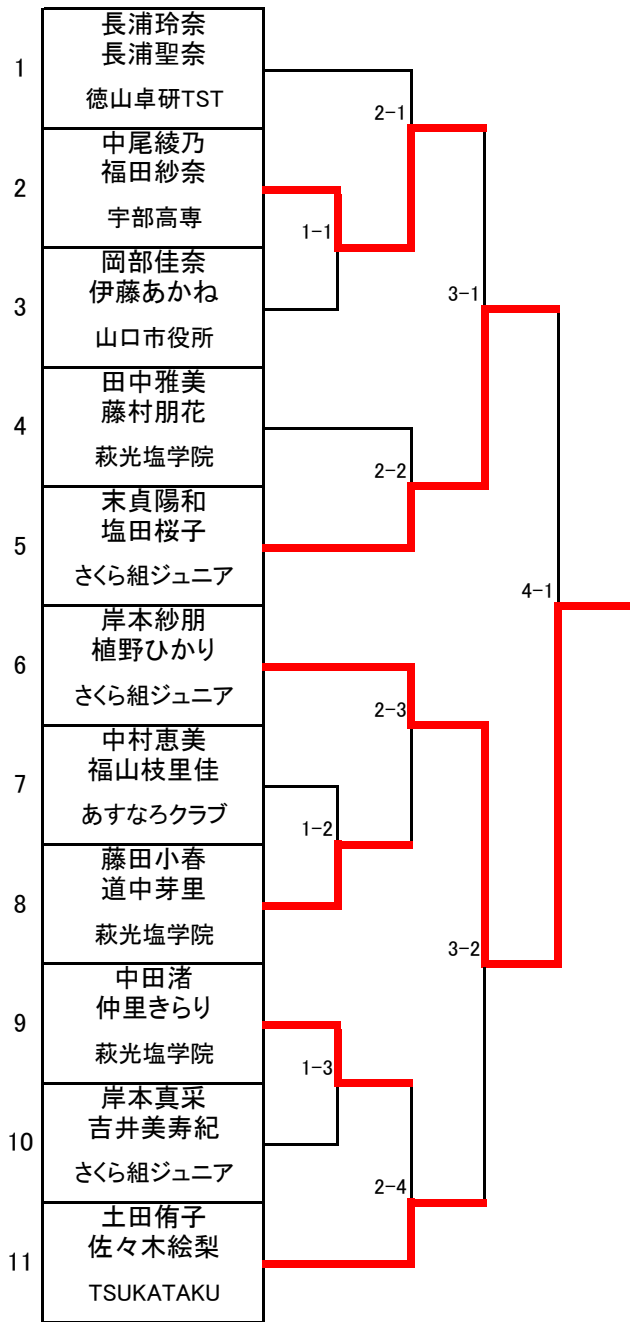 1
長浦玲奈
長浦聖奈
徳山卓研TST
2
中尾綾乃
福田紗奈
宇部高専
3
岡部佳奈
伊藤あかね
山口市役所
4
田中雅美
藤村朋花
萩光塩学院
5
末貞陽和
塩田桜子
さくら組ジュニア
6
岸本紗朋
植野ひかり
さくら組ジュニア
7
中村恵美
福山枝里佳
あすなろクラブ
8
藤田小春
道中芽里
萩光塩学院
9
中田渚
仲里きらり
萩光塩学院
10
岸本真采
吉井美寿紀
さくら組ジュニア
11
土田侑子
佐々木絵梨
TSUKATAKU
1-1
1-2
1-3
2-1
2-2
2-3
2-4
3-1
3-2
4-1